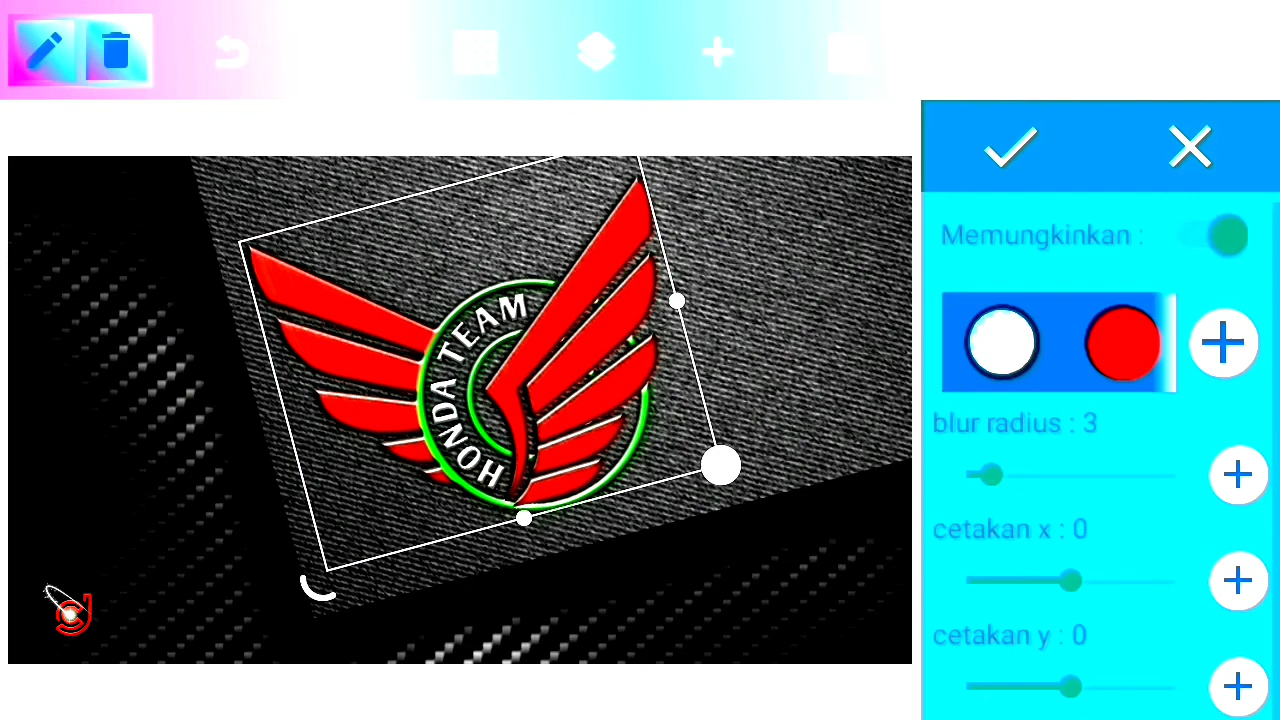 Memungkinkan :
HONDA TEAM
blur radius : 3
cetakan x : 0
cetakan y : 0